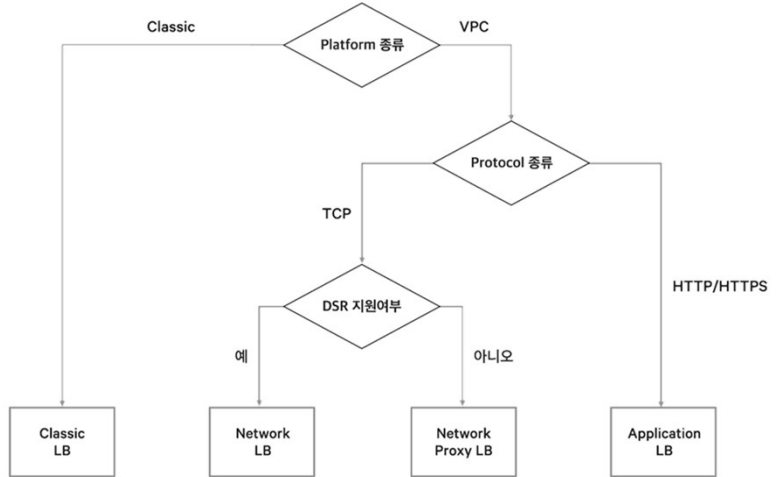 Classic
Platform 종류
VPC
Protocol 종류
TCP
HTTP/HTTPS
DSR 지원여부
예
아니오
Classic
LB
Network
LB
Network
Proxy LB
Application
LB